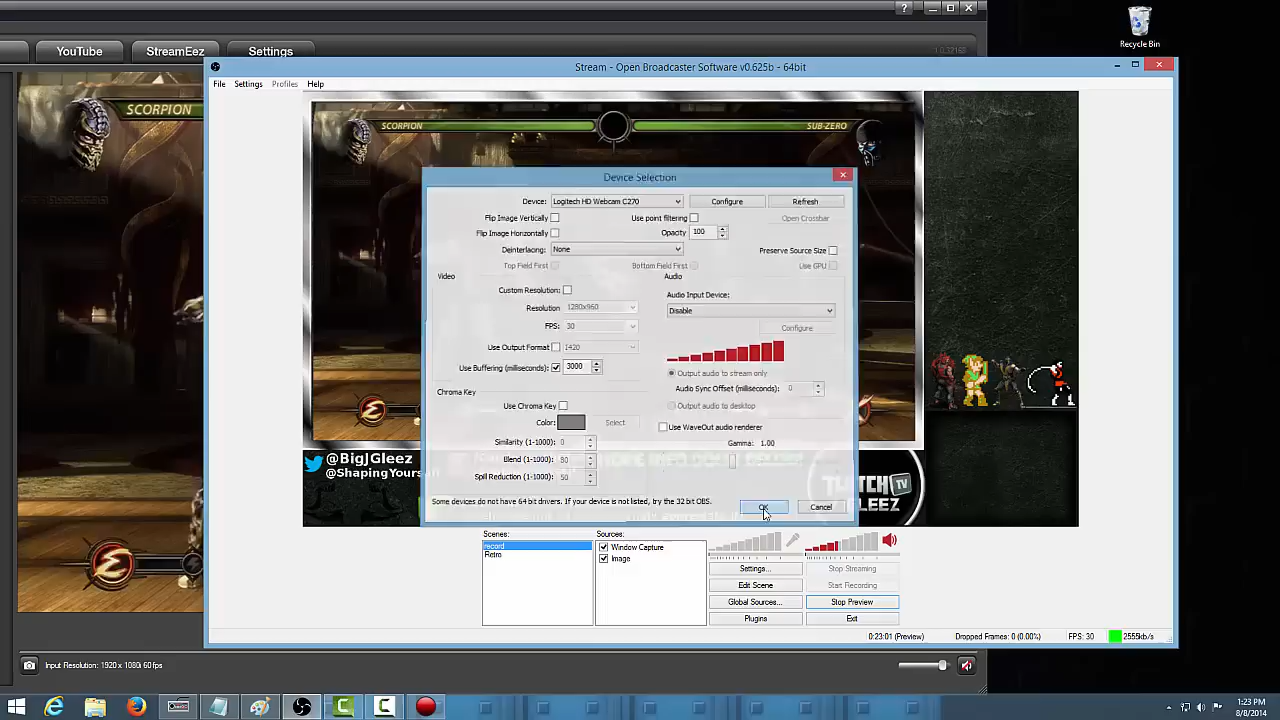 YouTube
StreamEez
Settings
1.0.32168
Recycle Bin
Stream - Open Broadcaster Software v0.625b - 64bit
File
Settings
Profiles
Help
SCORPION
SCORPION
SUB-ZERO
Device Selection
Device:
Logitech HD Webcam C270
Configure
Refresh
Flip Image Vertically
Use point filtering
Open Crossbar
Flip Image Horizontally
Opacity
100
Deinterlacing:
None
Preserve Source Size
Top Field First
Bottom Field First
Use GPU
Video
Audio
Custom Resolution:
Audio Input Device:
Resolution
1280x960
Disable
FPS:
30
Configure
Use Output Format
I420
Use Buffering (milliseconds):
3000
Output audio to stream only
Audio Sync Offset (milliseconds):
0
Chroma Key
Use Chroma Key
Output audio to desktop
Color:
Select
Use WaveOut audio renderer
Similarity (1-1000)
0
Gamma:
1.00
Blend (1-1000)
80
Spill Reduction (1-1000)
50
Some devices do not have 64 bit drivers. If your device is not listed, try the 32 bit OBS.
OK
Cancel
@BigJGleez
@ShapingYours
TWITCH
TV
GLEEZ
Scenes:
record
Retro
Sources:
Window Capture
Image
Settings...
Stop Streaming
Edit Scene
Start Recording
Global Sources...
Stop Preview
Plugins
Exit
0:23:01 (Preview)
Dropped Frames: 0 (0.00%)
FPS: 30
2555kb/s
Input Resolution: 1920 x 1080i 60fps
1:23 PM
8/8/2014